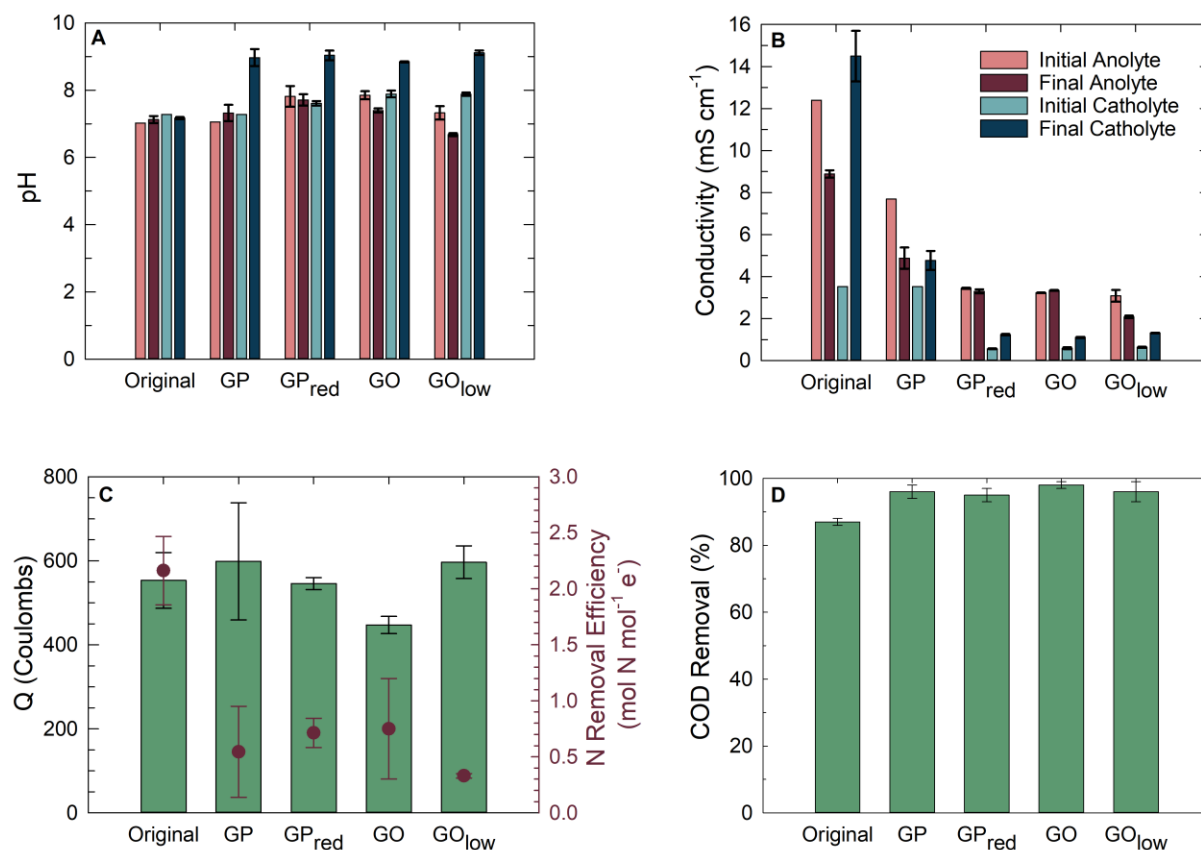 A
pH
10
8
6
4
2
0
Original GP GPred GO GOlow
B
Conductivity (mS cm⁻¹)
16
14
12
10
8
6
4
2
0
Initial Anolyte
Final Anolyte
Initial Catholyte
Final Catholyte
Original GP GPred GO GOlow
C
Q (Coulombs)
800
600
400
200
0
3.0
2.5
2.0
1.5
1.0
0.5
0.0
N Removal Efficiency
(mol N mol⁻¹ e⁻)
Original GP GPred GO GOlow
D
COD Removal (%)
100
80
60
40
20
0
Original GP GPred GO GOlow